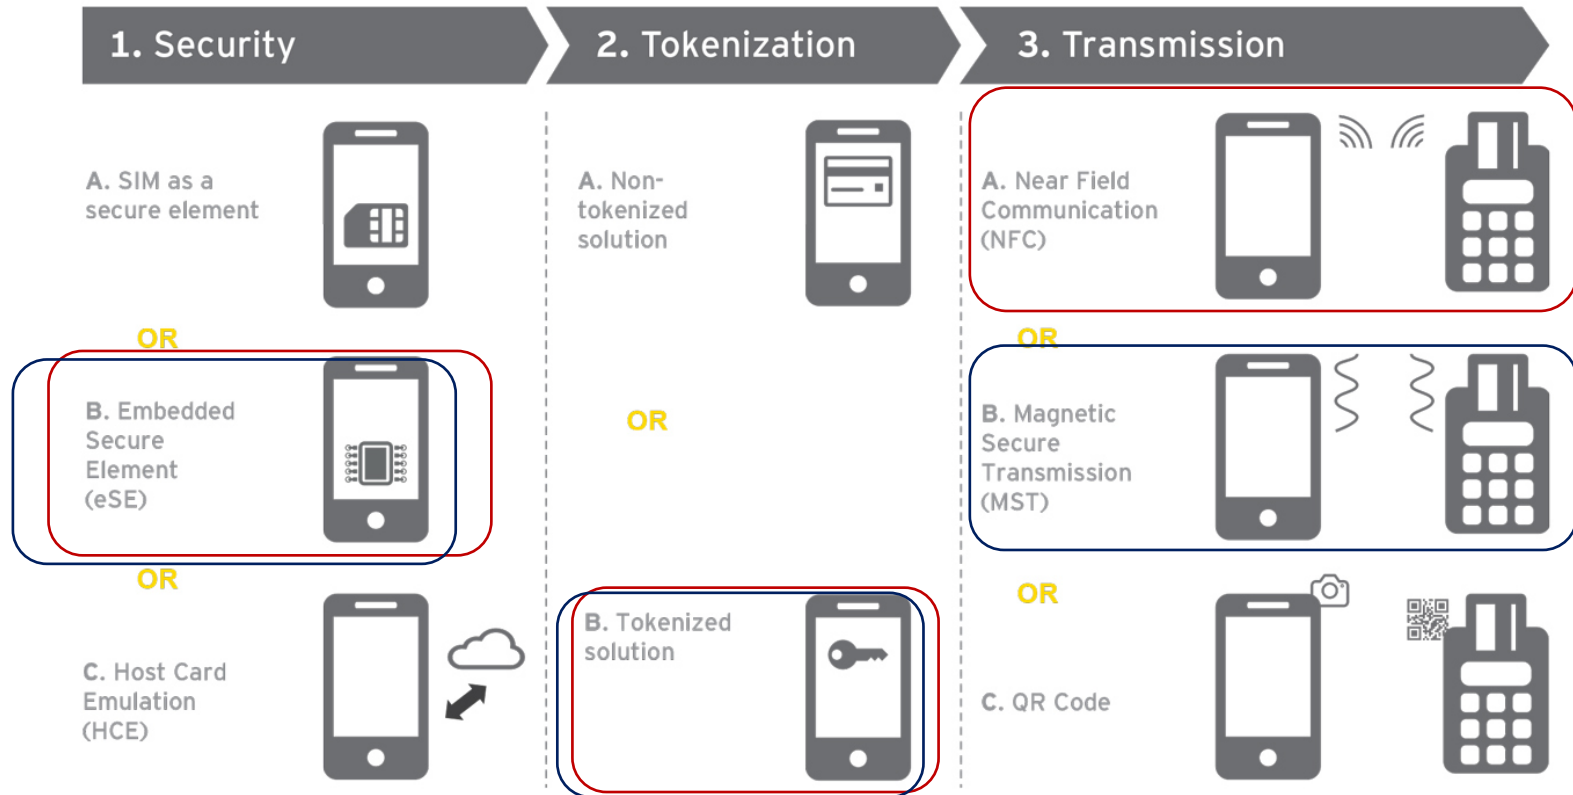 1. Security
2. Tokenization
3. Transmission
A. SIM as a
secure element
OR
B. Embedded
Secure
Element
(eSE)
OR
C. Host Card
Emulation
(HCE)
A. Non-
tokenized
solution
OR
B. Tokenized
solution
A. Near Field
Communication
(NFC)
OR
B. Magnetic
Secure
Transmission
(MST)
OR
C. QR Code